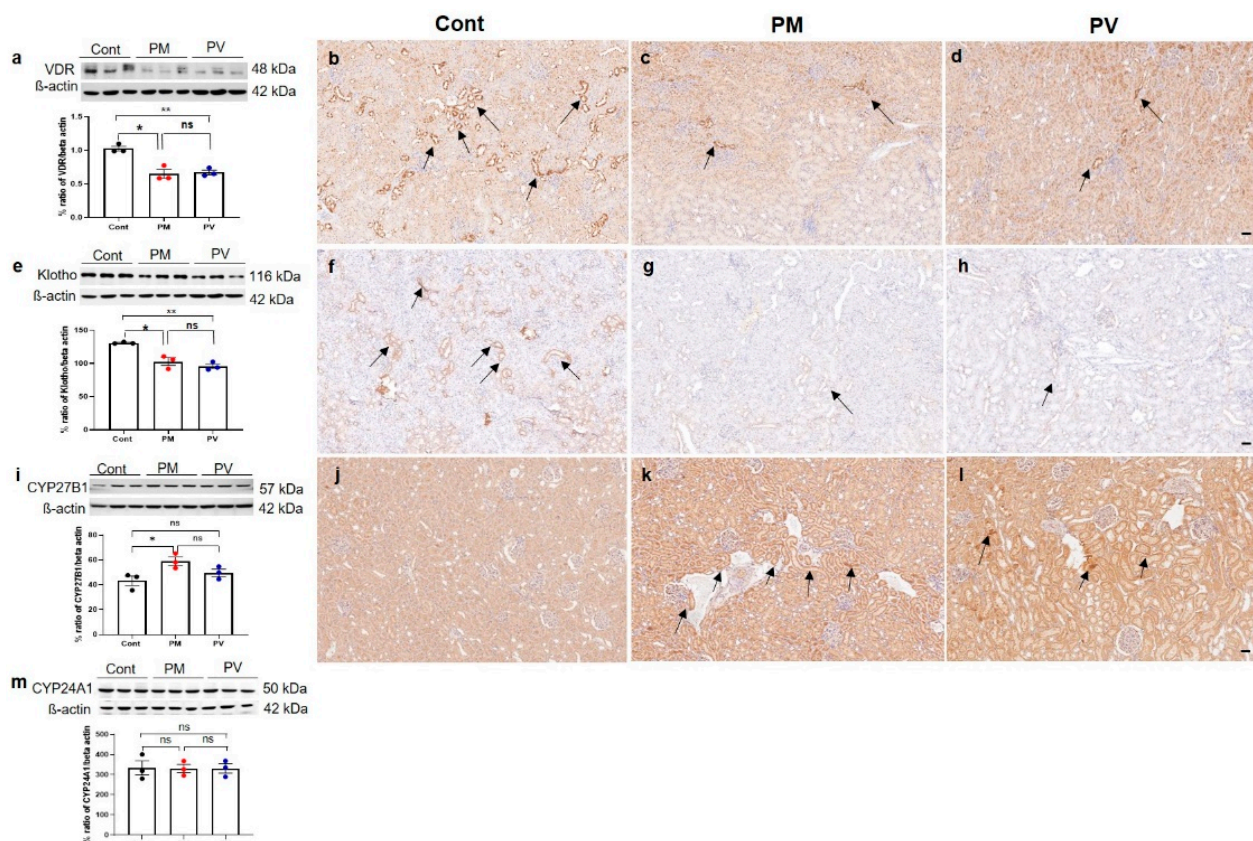 Cont PM PV
a
Cont PM PV
VDR 48 kDa
ß-actin 42 kDa
** 
* ns
% ratio of VDR/beta actin
1.5
1.0
0.5
0.0
Cont PM PV
b c d
e
Cont PM PV
Klotho 116 kDa
ß-actin 42 kDa
**
* ns
% ratio of Klotho/beta actin
150
100
50
0
Cont PM PV
f g h
i
Cont PM PV
CYP27B1 57 kDa
ß-actin 42 kDa
ns
* ns
% ratio of CYP27B1/beta actin
80
60
40
20
0
Cont PM PV
j k l
m
Cont PM PV
CYP24A1 50 kDa
ß-actin 42 kDa
ns
ns ns
% ratio of CYP24A1/beta actin
500
400
300
200
100
0